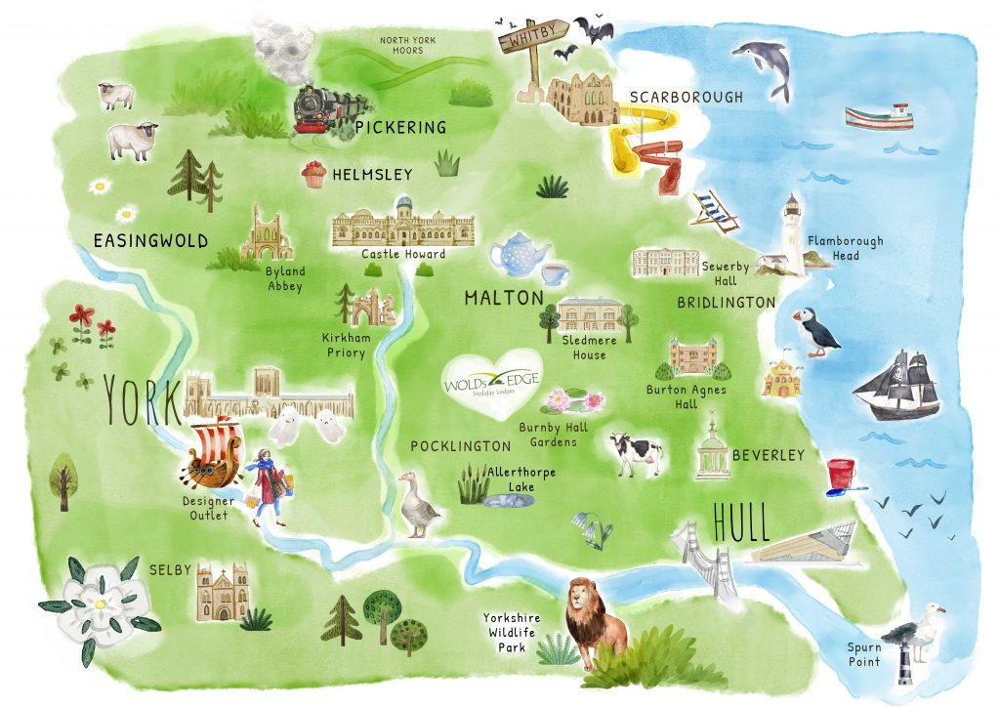 NORTH YORK
MOORS
WHITBY
SCARBOROUGH
PICKERING
HELMSLEY
EASINGWOLD
Byland
Abbey
Castle Howard
Flamborough
Head
Sewerby
Hall
MALTON
BRIDLINGTON
Kirkham
Priory
Sledmere
House
YORK
WOLDS EDGE
Holiday Lodges
Burton Agnes
Hall
Burnby Hall
Gardens
POCKLINGTON
BEVERLEY
Allerthorpe
Lake
Designer
Outlet
HULL
SELBY
Yorkshire
Wildlife
Park
Spurn
Point